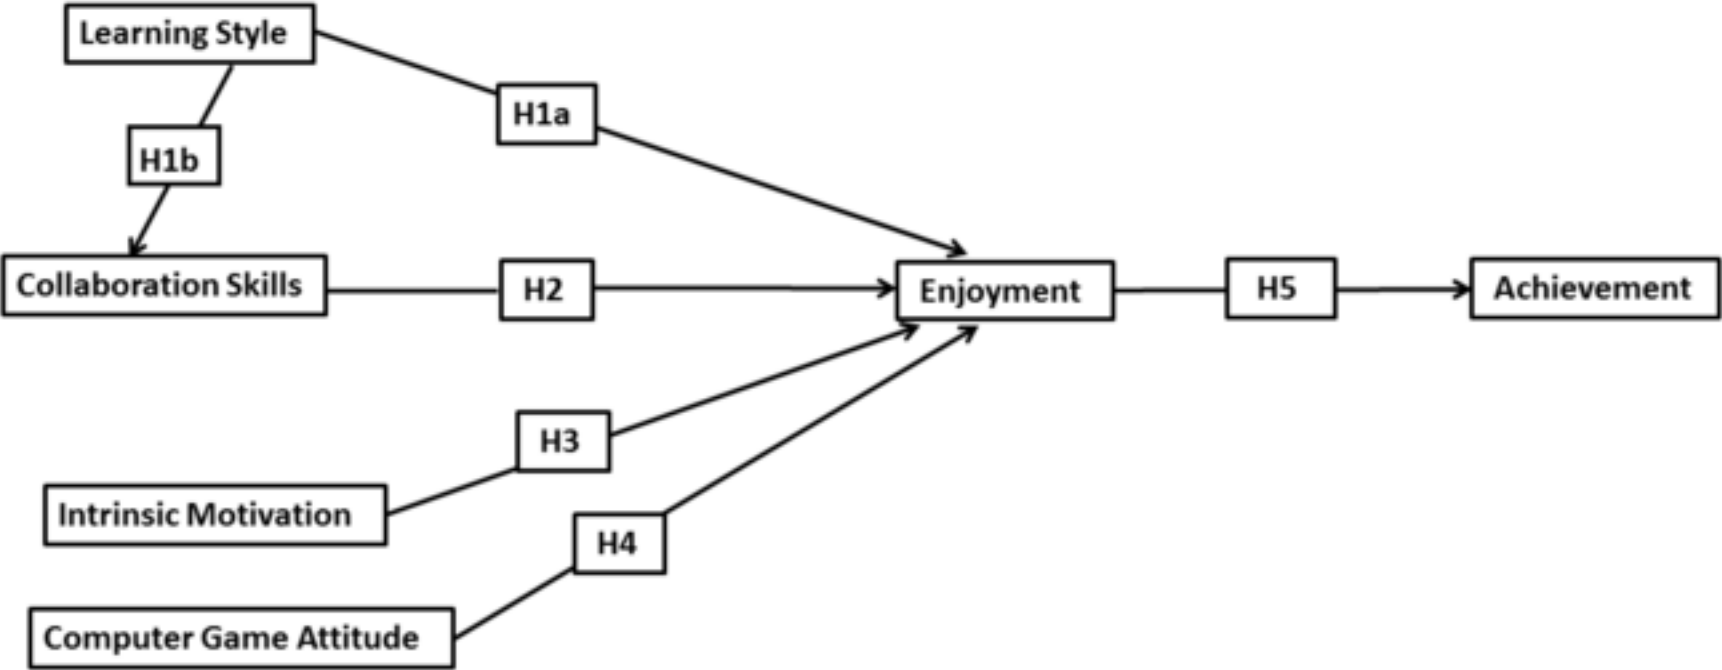 Learning Style
H1a
H1b
Collaboration Skills
H2
Enjoyment
H5
Achievement
H3
Intrinsic Motivation
H4
Computer Game Attitude